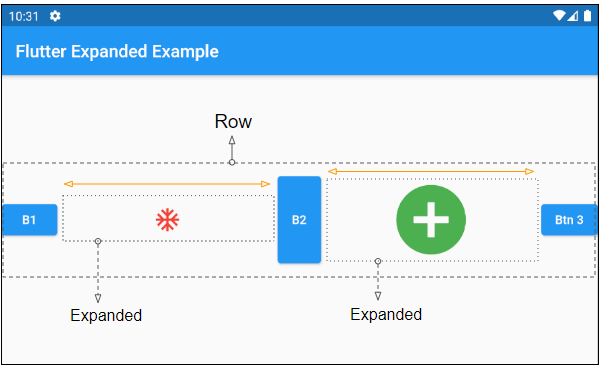 10:31
Flutter Expanded Example
Row
B1
B2
Btn 3
Expanded
Expanded